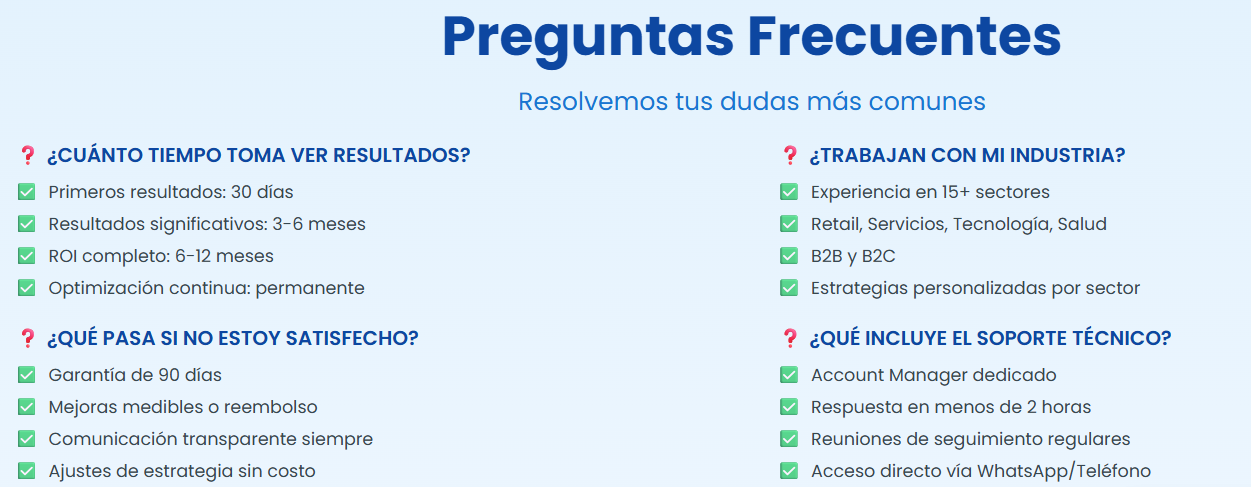 Preguntas Frecuentes
Resolvemos tus dudas más comunes
❓ ¿CUÁNTO TIEMPO TOMA VER RESULTADOS?
✅ Primeros resultados: 30 días
✅ Resultados significativos: 3-6 meses
✅ ROI completo: 6-12 meses
✅ Optimización continua: permanente
❓ ¿TRABAJAN CON MI INDUSTRIA?
✅ Experiencia en 15+ sectores
✅ Retail, Servicios, Tecnología, Salud
✅ B2B y B2C
✅ Estrategias personalizadas por sector
❓ ¿QUÉ PASA SI NO ESTOY SATISFECHO?
✅ Garantía de 90 días
✅ Mejoras medibles o reembolso
✅ Comunicación transparente siempre
✅ Ajustes de estrategia sin costo
❓ ¿QUÉ INCLUYE EL SOPORTE TÉCNICO?
✅ Account Manager dedicado
✅ Respuesta en menos de 2 horas
✅ Reuniones de seguimiento regulares
✅ Acceso directo vía WhatsApp/Teléfono